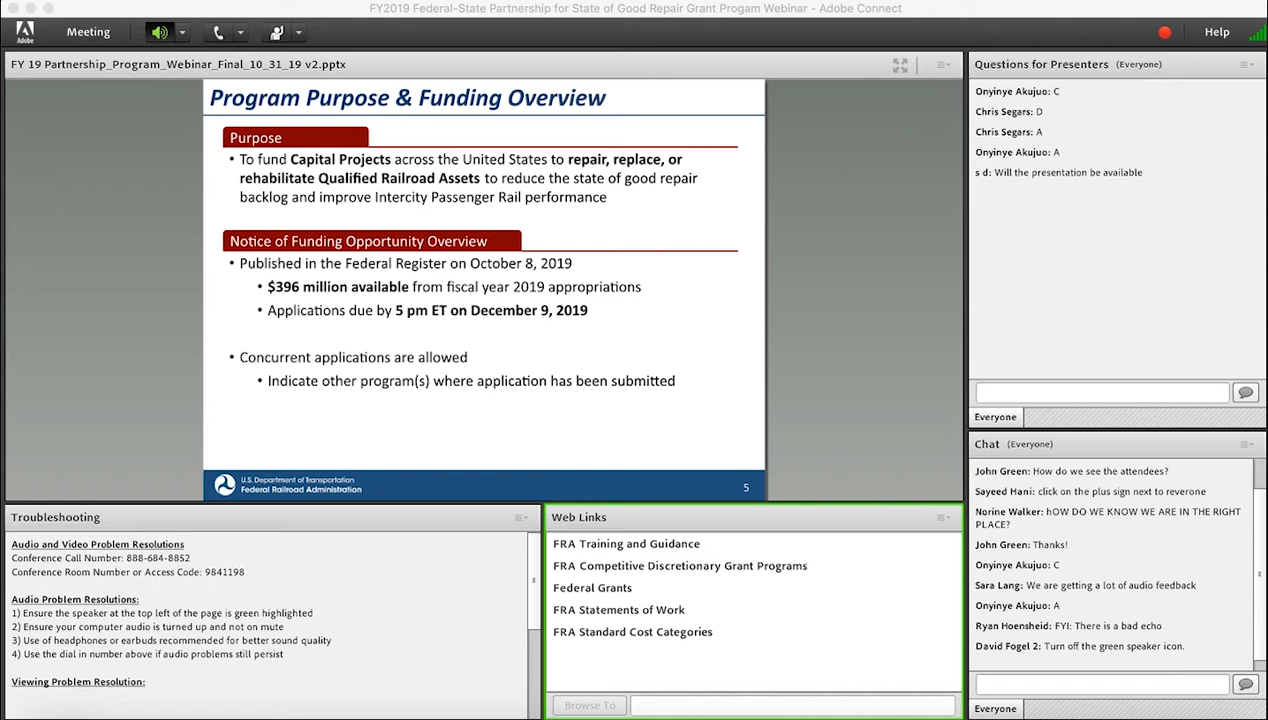 FY2019 Federal-State Partnership for State of Good Repair Grant Progam Webinar - Adobe Connect
Adobe
Meeting
Help
FY 19 Partnership_Program_Webinar_Final_10_31_19 v2.pptx
Program Purpose & Funding Overview
Purpose
• To fund Capital Projects across the United States to repair, replace, or
rehabilitate Qualified Railroad Assets to reduce the state of good repair
backlog and improve Intercity Passenger Rail performance
Notice of Funding Opportunity Overview
• Published in the Federal Register on October 8, 2019
• $396 million available from fiscal year 2019 appropriations
• Applications due by 5 pm ET on December 9, 2019
• Concurrent applications are allowed
• Indicate other program(s) where application has been submitted
U.S. Department of Transportation
Federal Railroad Administration
5
Questions for Presenters (Everyone)
Onyinye Akujuo: C
Chris Segars: D
Chris Segars: A
Onyinye Akujuo: A
s d: Will the presentation be available
Everyone
Chat (Everyone)
John Green: How do we see the attendees?
Sayeed Hani: click on the plus sign next to reverone
Norine Walker: hOW DO WE KNOW WE ARE IN THE RIGHT
PLACE?
John Green: Thanks!
Onyinye Akujuo: C
Sara Lang: We are getting a lot of audio feedback
Onyinye Akujuo: A
Ryan Hoensheid: FYI: There is a bad echo
David Fogel 2: Turn off the green speaker icon.
Everyone
Troubleshooting
Audio and Video Problem Resolutions
Conference Call Number: 888-684-8852
Conference Room Number or Access Code: 9841198
Audio Problem Resolutions:
1) Ensure the speaker at the top left of the page is green highlighted
2) Ensure your computer audio is turned up and not on mute
3) Use of headphones or earbuds recommended for better sound quality
4) Use the dial in number above if audio problems still persist
Viewing Problem Resolution:
Web Links
FRA Training and Guidance
FRA Competitive Discretionary Grant Programs
Federal Grants
FRA Statements of Work
FRA Standard Cost Categories
Browse To